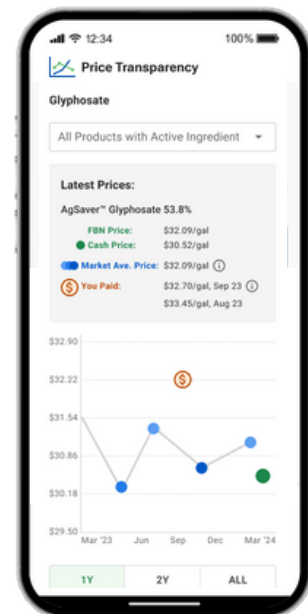 12:34 100%
Price Transparency
Glyphosate
All Products with Active Ingredient
Latest Prices:
AgSaver™ Glyphosate 53.8%
FBN Price: $32.09/gal
Cash Price: $30.52/gal
Market Ave. Price: $32.09/gal
You Paid: $32.70/gal, Sep 23
$33.45/gal, Aug 23
$32.90
$32.22
$31.54
$30.86
$30.18
$29.50
Mar '23 Jun Sep Dec Mar '24
1Y 2Y ALL